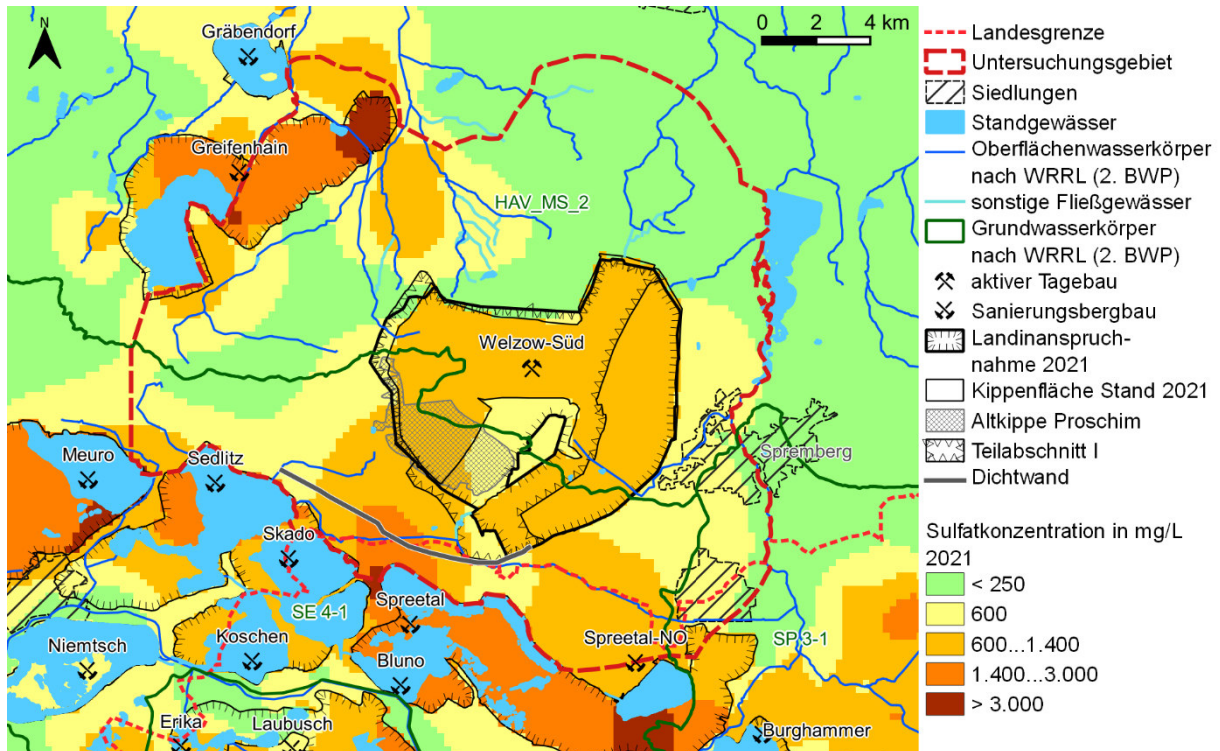 N
0 2 4 km
Gräbendorf
Greifenhain
HAV_MS_2
Welzow-Süd
Meuro
Sedlitz
Spremberg
Skado
SE 4-1
Spreetal
Niemtsch
Koschen
Bluno
Spreetal-NO
SP 3-1
Erika
Laubusch
Burghammer
Landesgrenze
Untersuchungsgebiet
Siedlungen
Standgewässer
Oberflächenwasserkörper
nach WRRL (2. BWP)
sonstige Fließgewässer
Grundwasserkörper
nach WRRL (2. BWP)
aktiver Tagebau
Sanierungsbergbau
Landinanspruch-
nahme 2021
Kippenfläche Stand 2021
Altkippe Proschim
Teilabschnitt I
Dichtwand
Sulfatkonzentration in mg/L
2021
< 250
600
600...1.400
1.400...3.000
> 3.000